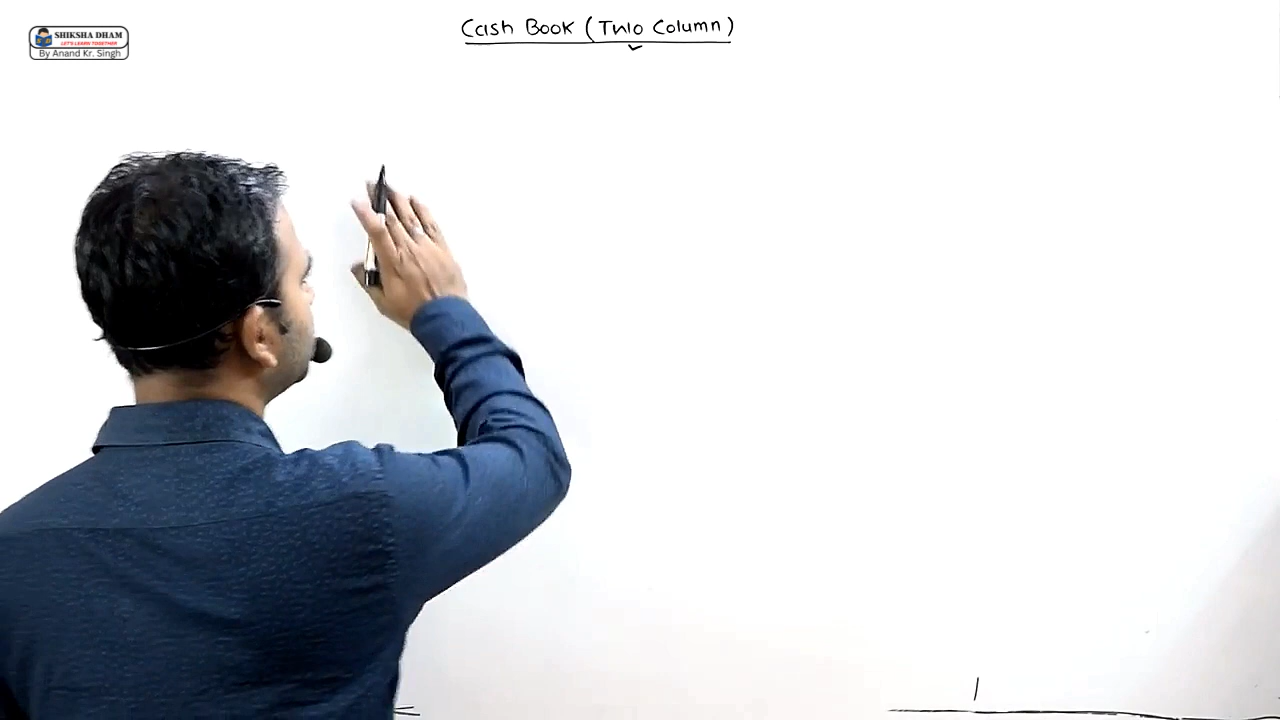 SHIKSHA DHAM
LET'S LEARN TOGETHER
By Anand Kr. Singh
Cash Book (Two Column)